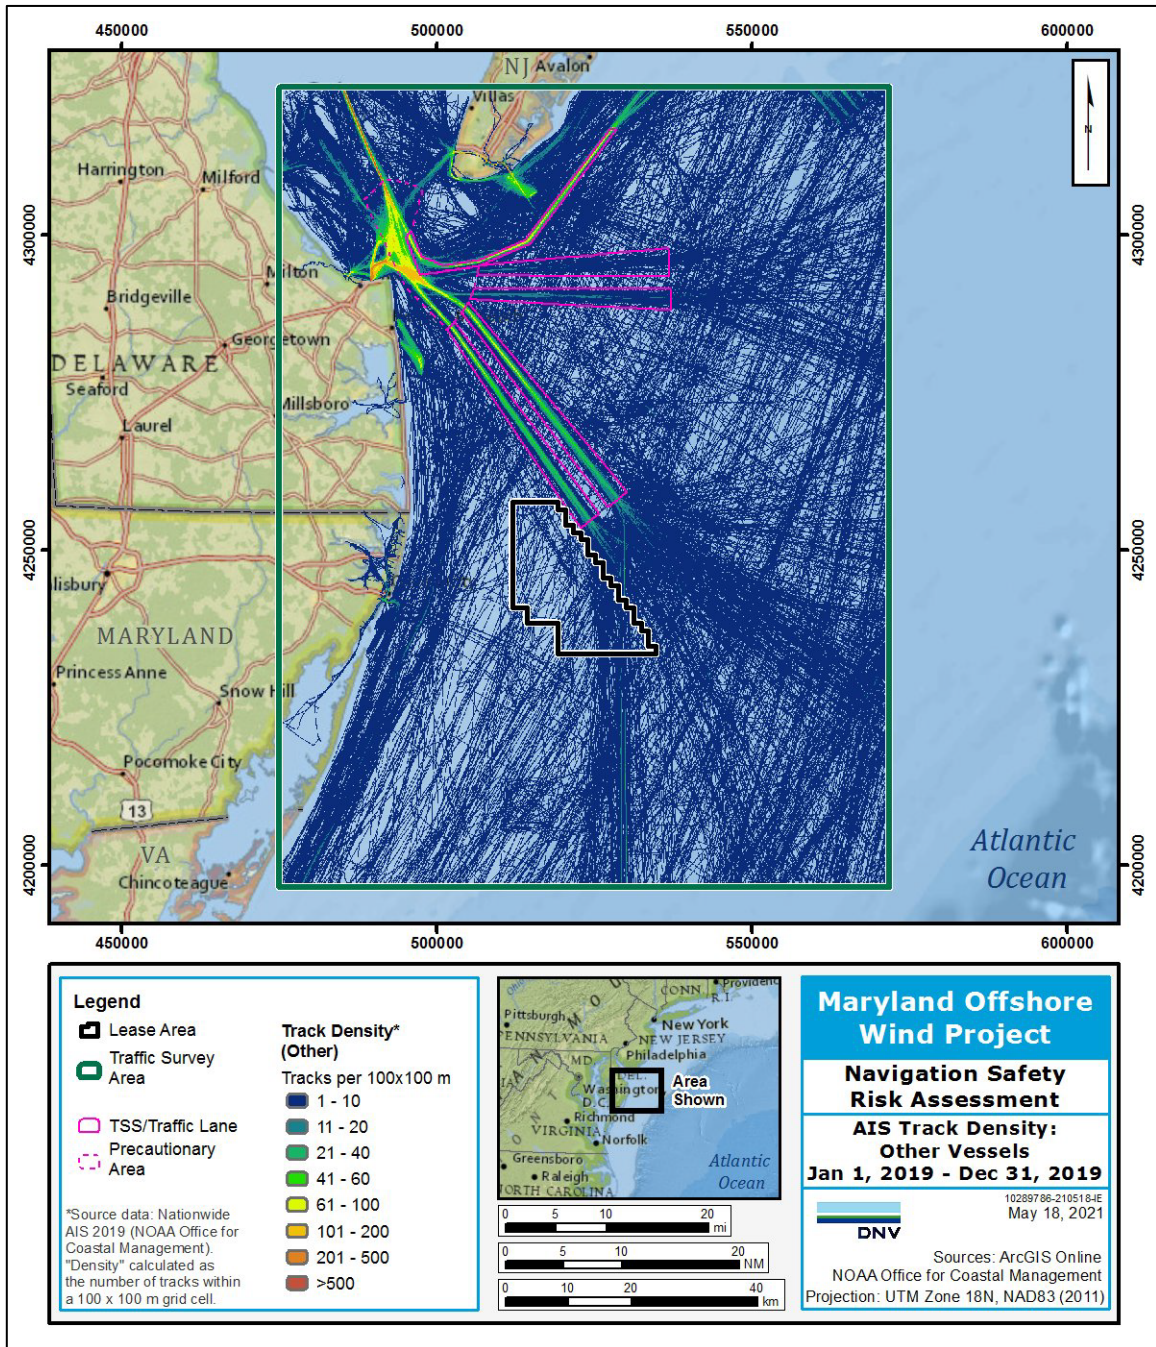 450000
500000
550000
600000
NJ
Avalon
Villas
N
Harrington
Milford
4300000
4300000
Milton
Bridgeville
Georgetown
DELAWARE
Seaford
Millsboro
Laurel
4250000
4250000
lisbury
MARYLAND
Princess Anne
Snow Hill
Pocomoke City
13
VA
Chincoteague
4200000
4200000
Atlantic
Ocean
450000
500000
550000
600000
Legend
Lease Area
Traffic Survey
Area
TSS/Traffic Lane
Precautionary
Area
*Source data: Nationwide
AIS 2019 (NOAA Office for
Coastal Management).
"Density" calculated as
the number of tracks within
a 100 x 100 m grid cell.
Track Density*
(Other)
Tracks per 100x100 m
1 - 10
11 - 20
21 - 40
41 - 60
61 - 100
101 - 200
201 - 500
>500
Ohio
CONN.
Providenc
R.I.
Pittsburgh
New York
PENNSYLVANIA
NEW JERSEY
Philadelphia
MD.
DEL.
Washington,
D.C.
Area
Shown
Richmond
VIRGINIA
Norfolk
Greensboro
Raleigh
NORTH CAROLINA
Atlantic
Ocean
0 5 10 20
mi
0 5 10 20
NM
0 10 20 40
km
Maryland Offshore
Wind Project
Navigation Safety
Risk Assessment
AIS Track Density:
Other Vessels
Jan 1, 2019 - Dec 31, 2019
10289786-210518-IE
May 18, 2021
DNV
Sources: ArcGIS Online
NOAA Office for Coastal Management
Projection: UTM Zone 18N, NAD83 (2011)